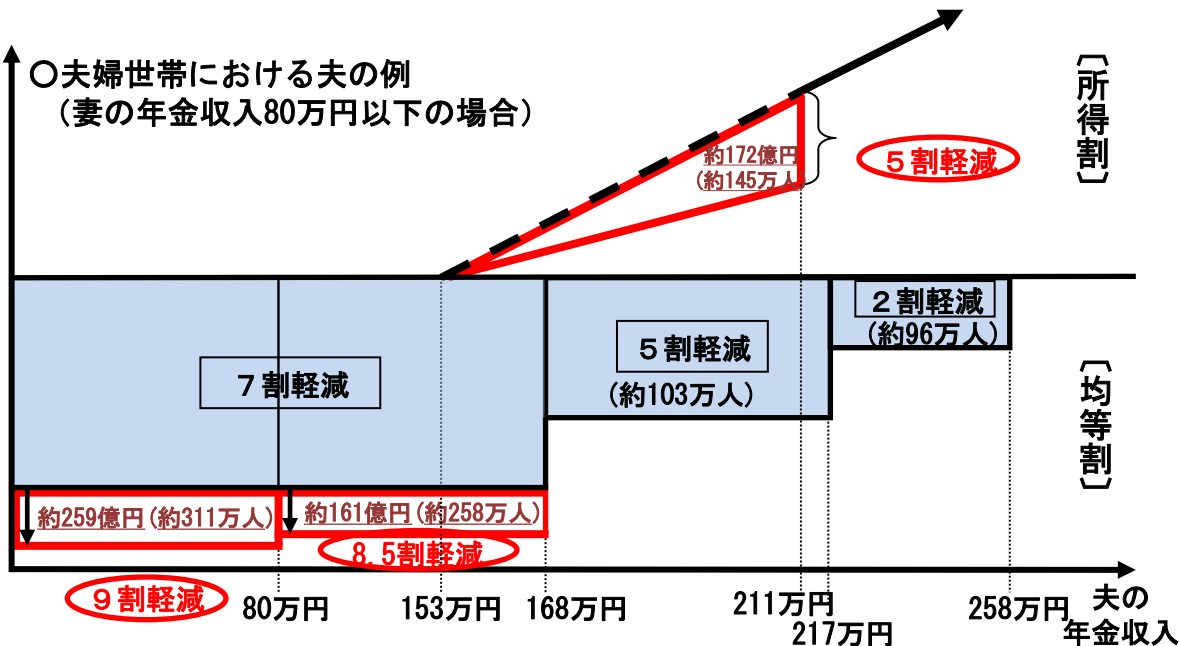 〇夫婦世帯における夫の例
（妻の年金収入80万円以下の場合）
〔所得割〕
約172億円
（約145万人）
５割軽減
２割軽減
（約96万人）
５割軽減
（約103万人）
７割軽減
〔均等割〕
約259億円（約311万人）
約161億円（約258万人）
8.5割軽減
９割軽減
80万円
153万円
168万円
211万円
217万円
258万円
夫の
年金収入